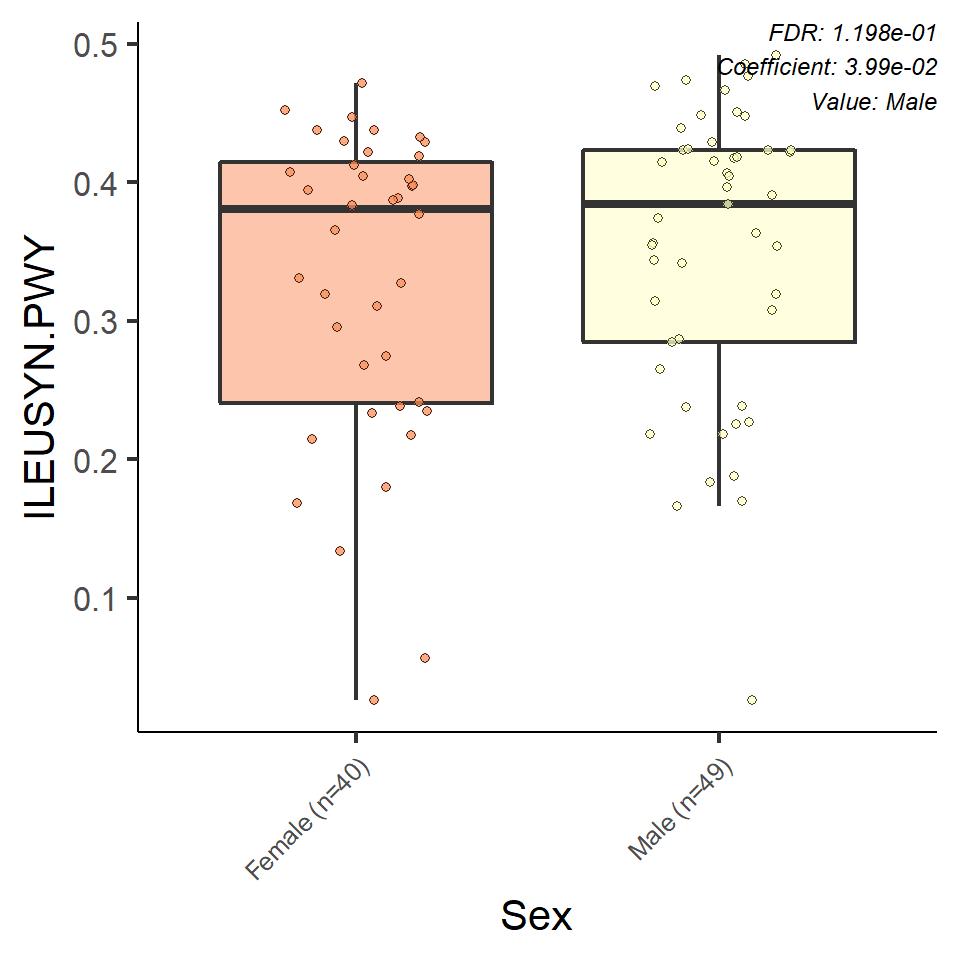 FDR: 1.198e-01
Coefficient: 3.99e-02
Value: Male
0.5
0.4
0.3
0.2
0.1
ILEUSYN.PWY
Female (n=40)
Male (n=49)
Sex